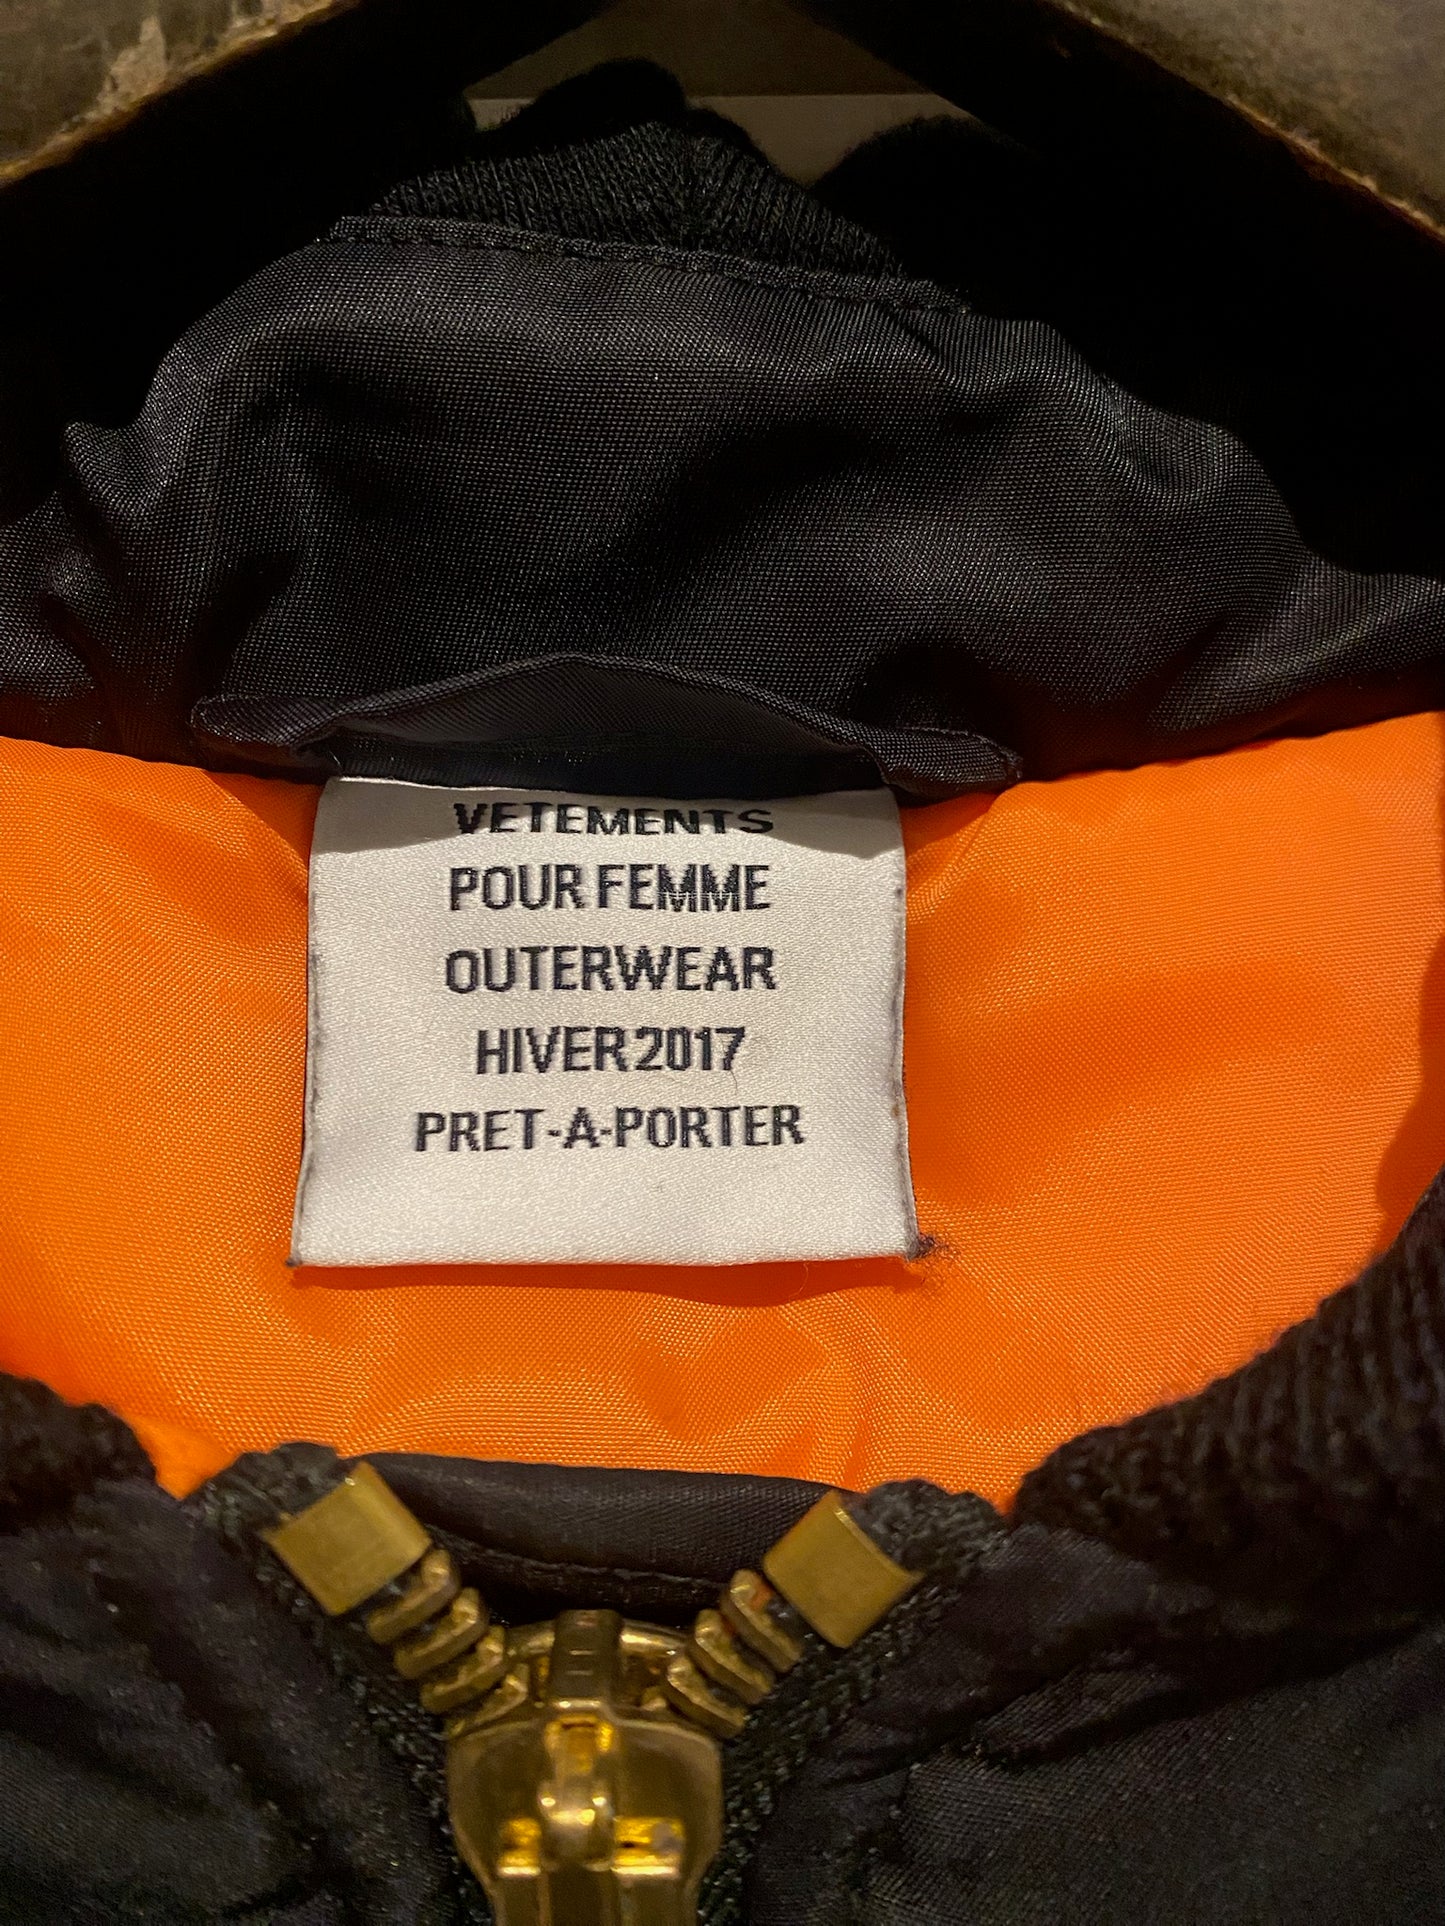 VETEMENTS
POUR FEMME
OUTERWEAR
HIVER 2017
PRET-A-PORTER